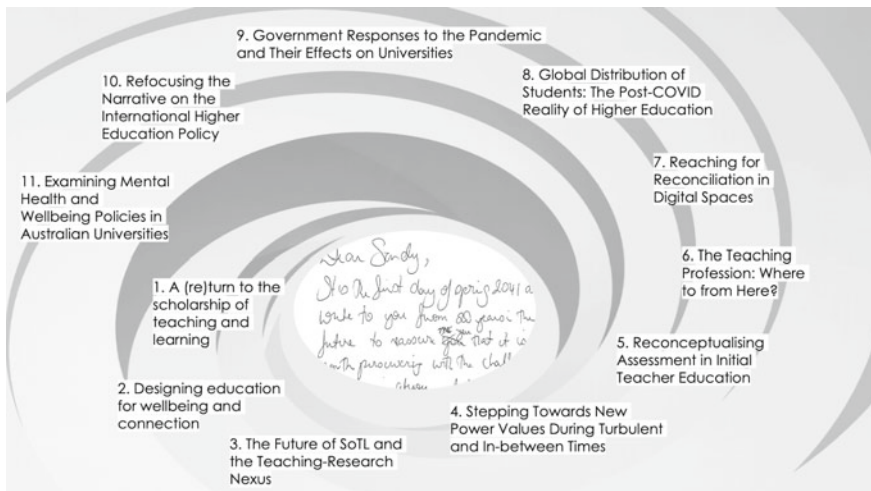 9. Government Responses to the Pandemic
and Their Effects on Universities
10. Refocusing the
Narrative on the
International Higher
Education Policy
8. Global Distribution of
Students: The Post-COVID
Reality of Higher Education
11. Examining Mental
Health and
Wellbeing Policies in
Australian Universities
7. Reaching for
Reconciliation in
Digital Spaces
1. A (re)turn to the
scholarship of
teaching and
learning
Dear Sandy,
It is the first day of spring 2041 a
write to you from 20 years in the
future to reassure that it is
with the chall
6. The Teaching
Profession: Where
to from Here?
2. Designing education
for wellbeing and
connection
5. Reconceptualising
Assessment in Initial
Teacher Education
3. The Future of SoTL and
the Teaching-Research
Nexus
4. Stepping Towards New
Power Values During Turbulent
and In-between Times